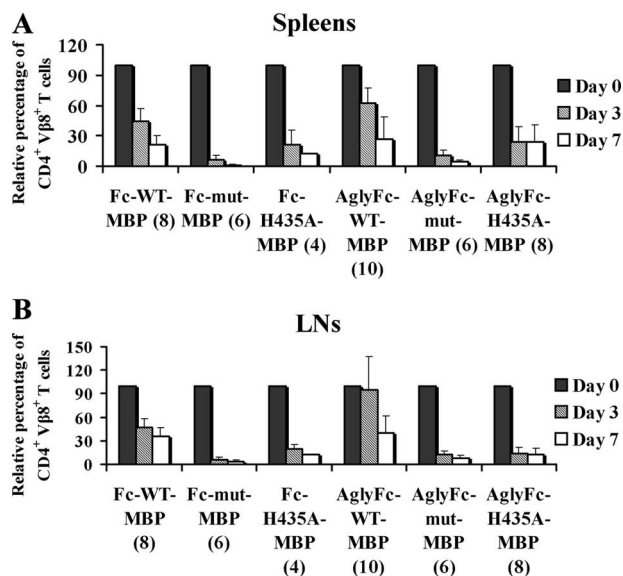 A
Spleens
Relative percentage of
CD4+ Vβ8+ T cells
120
90
60
30
0
Fc-WT- Fc-mut- Fc- AglyFc- AglyFc- AglyFc-
MBP (8) MBP (6) H435A- WT- mut- H435A-
MBP (4) MBP MBP (6) MBP (8)
(10)
Day 0
Day 3
Day 7
B
LNs
Relative percentage of
CD4+ Vβ8+ T cells
150
120
90
60
30
0
Fc-WT- Fc-mut- Fc- AglyFc- AglyFc- AglyFc-
MBP MBP H435A- WT- mut- H435A-
(8) (6) MBP MBP MBP MBP
(4) (10) (6) (8)
Day 0
Day 3
Day 7